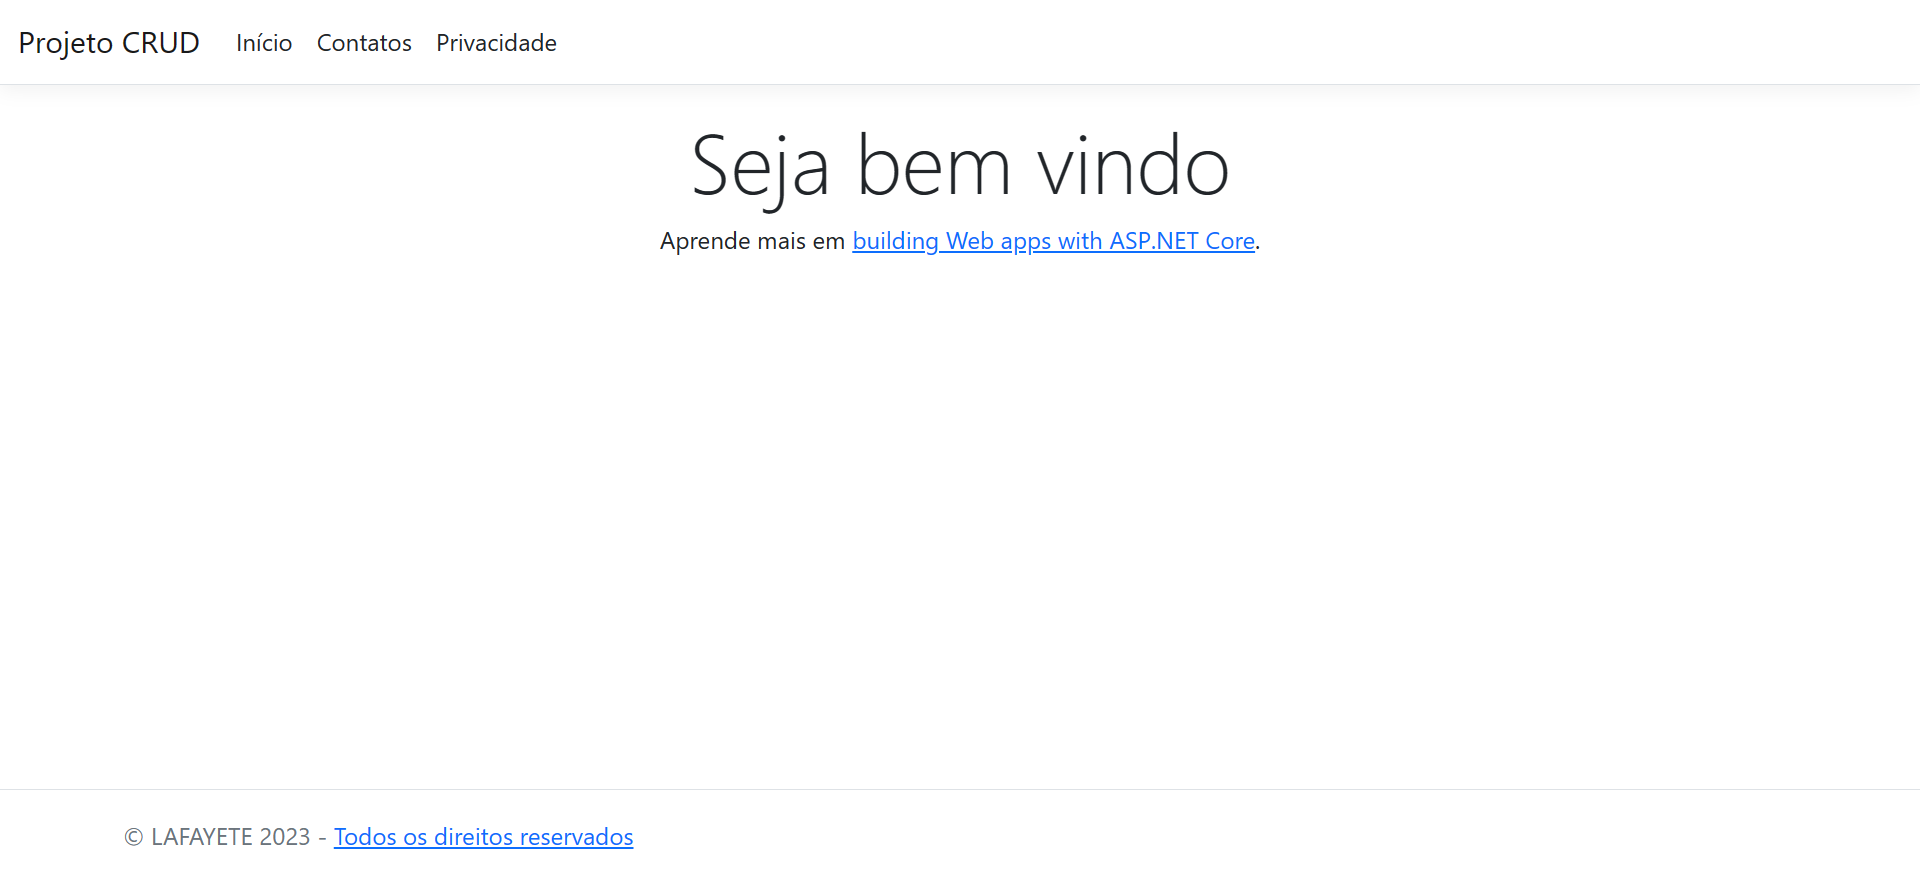 Projeto CRUD Início Contatos Privacidade
Seja bem vindo
Aprende mais em building Web apps with ASP.NET Core.
© LAFAYETE 2023 - Todos os direitos reservados